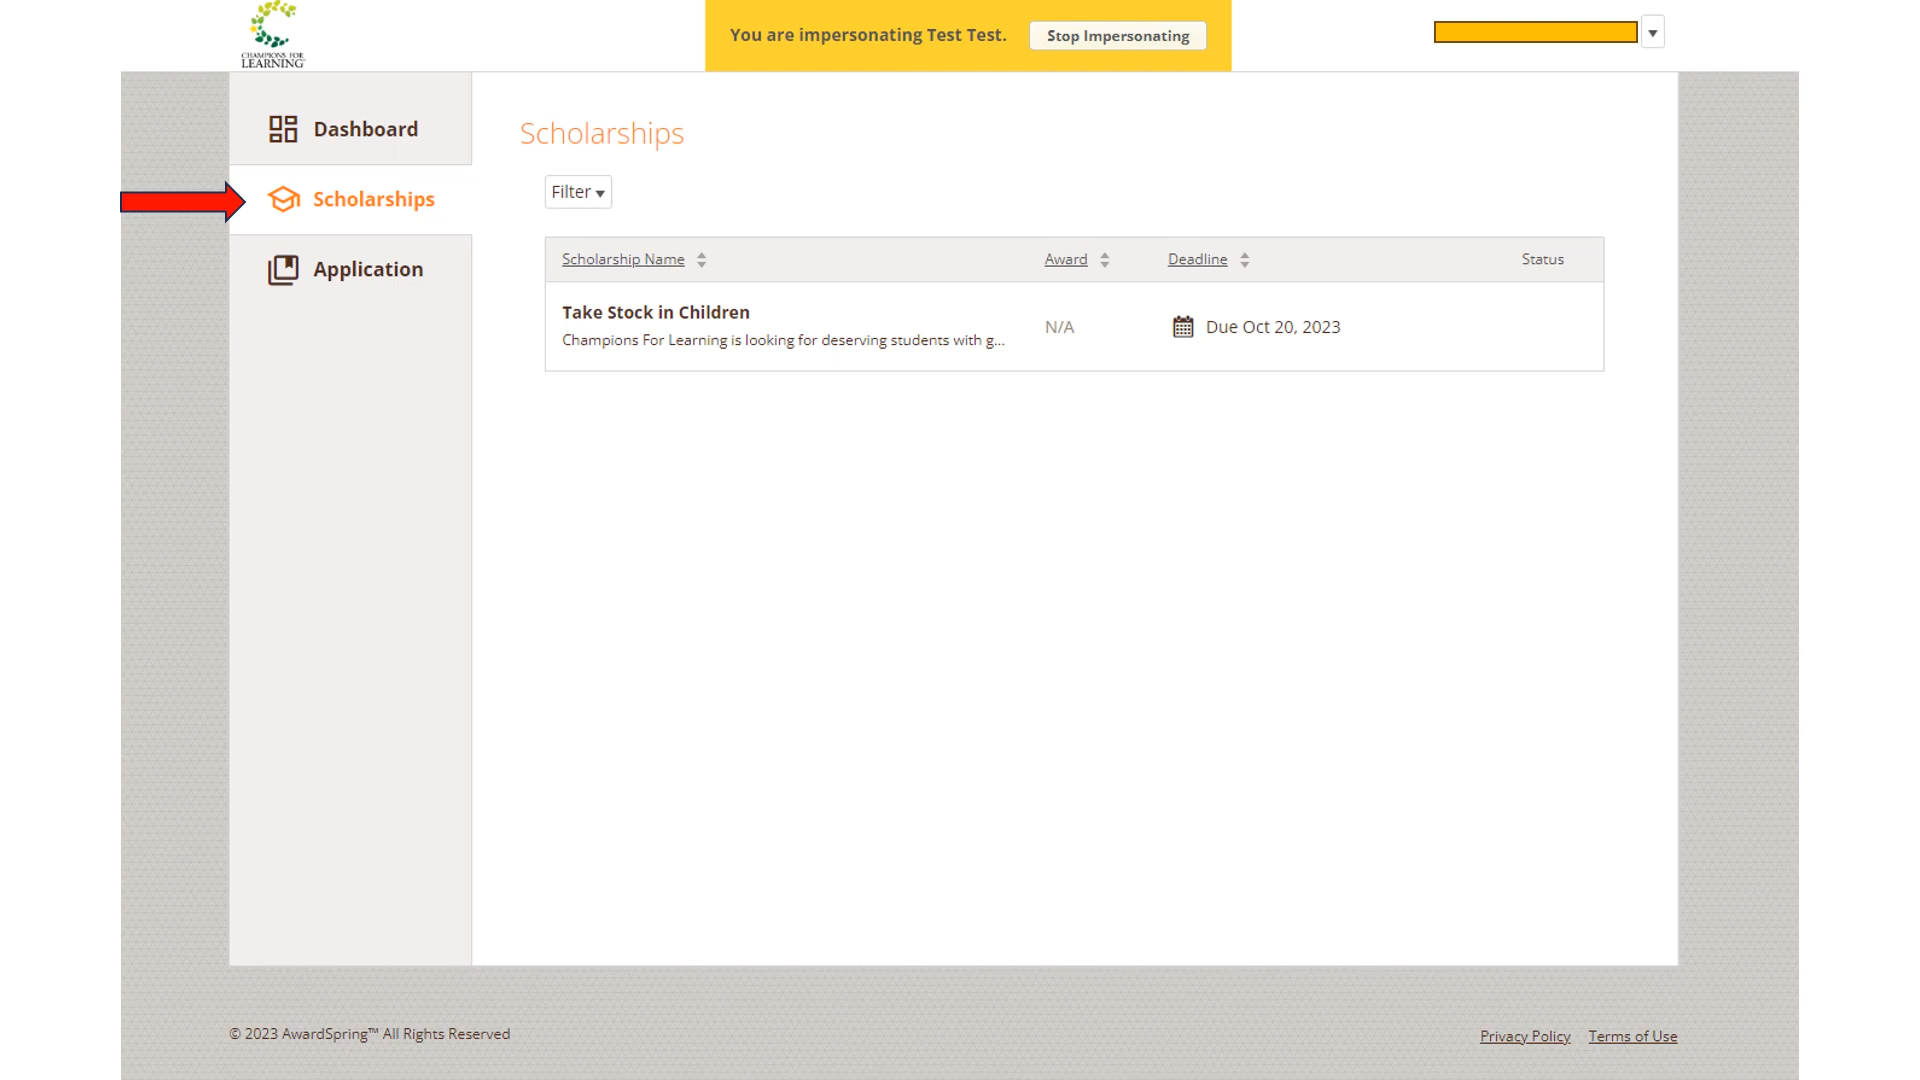 CHAMPIONS FOR
LEARNING
You are impersonating Test Test.
Stop Impersonating
Dashboard
Scholarships
Application
Scholarships
Filter
Scholarship Name
Award
Deadline
Status
Take Stock in Children
Champions For Learning is looking for deserving students with g...
N/A
Due Oct 20, 2023
© 2023 AwardSpring™ All Rights Reserved
Privacy Policy
Terms of Use